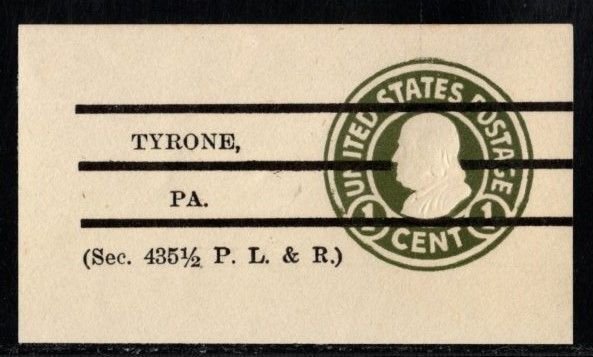 TYRONE,
PA.
(Sec. 435½ P. L. & R.)
UNITED STATES POSTAGE
1 CENT 1